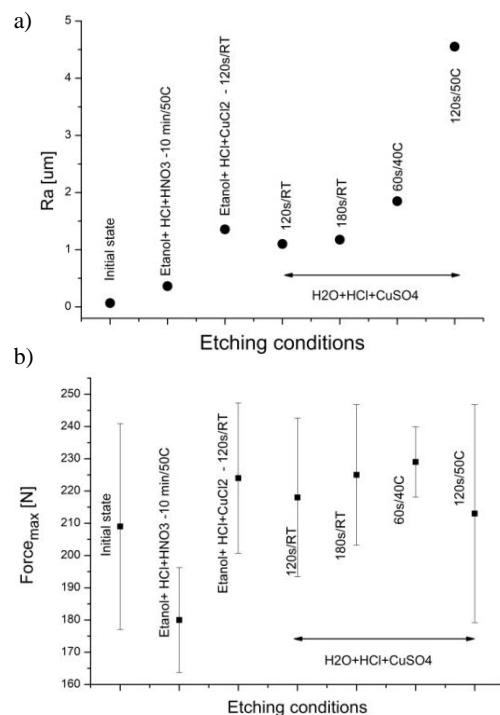 a)
Ra [um]
5
4
3
2
1
0
Initial state
Etanol+ HCl+HNO3 -10 min/50C
Etanol+ HCl+CuCl2 - 120s/RT
120s/RT
180s/RT
60s/40C
120s/50C
H2O+HCl+CuSO4
Etching conditions
b)
Force max [N]
250
240
230
220
210
200
190
180
170
160
Initial state
Etanol+ HCl+HNO3 -10 min/50C
Etanol+ HCl+CuCl2 - 120s/RT
120s/RT
180s/RT
60s/40C
120s/50C
H2O+HCl+CuSO4
Etching conditions